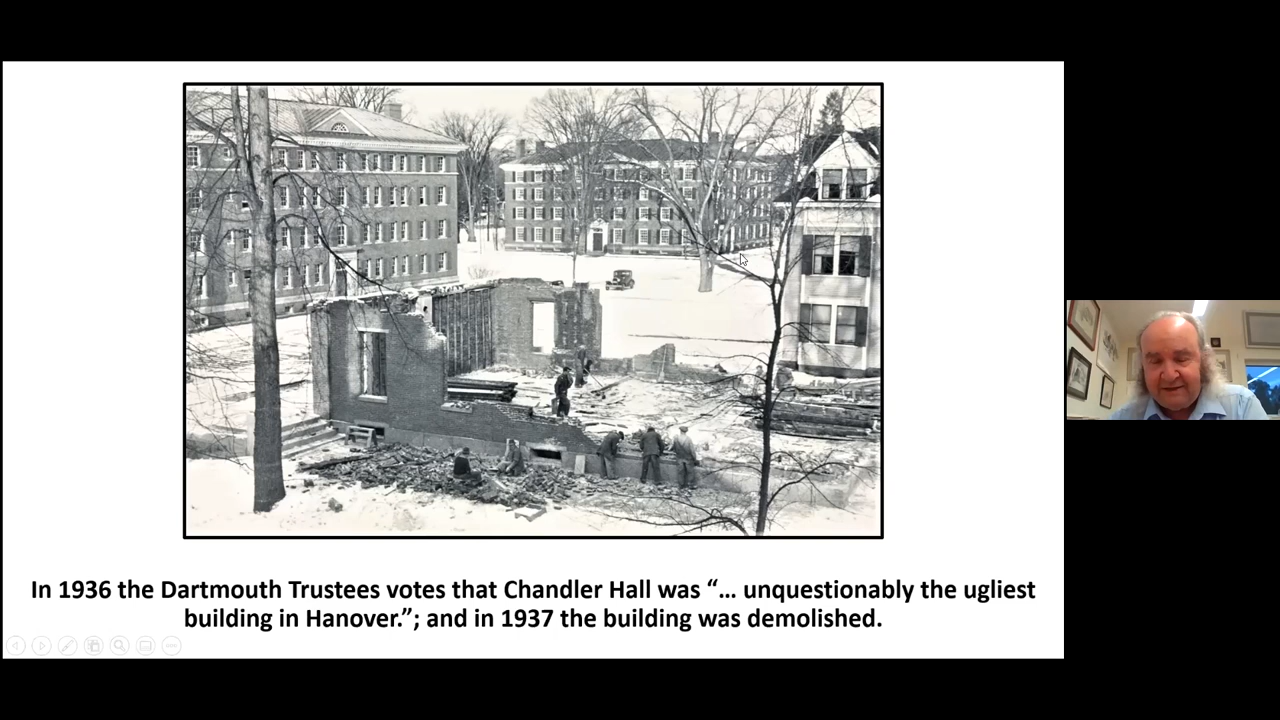 In 1936 the Dartmouth Trustees votes that Chandler Hall was “… unquestionably the ugliest
building in Hanover.”; and in 1937 the building was demolished.